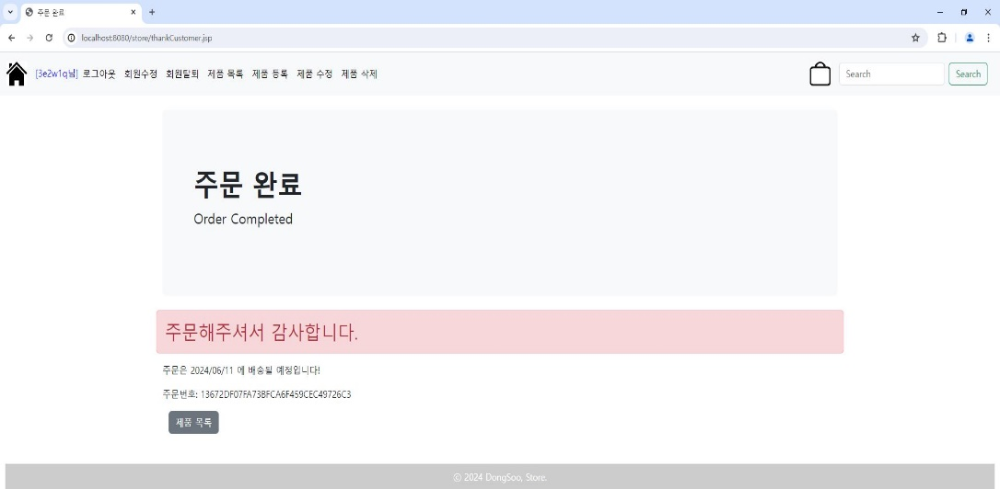 주문 완료
localhost:8080/store/thankCustomer.jsp
[3e2w1q님] 로그아웃 회원수정 회원탈퇴 제품 목록 제품 등록 제품 수정 제품 삭제 Search Search
주문 완료
Order Completed
주문해주셔서 감사합니다.
주문은 2024/06/11 에 배송될 예정입니다!
주문번호: 13672DF07FA73BFCA6F459CEC49726C3
제품 목록
© 2024 DongSoo, Store.